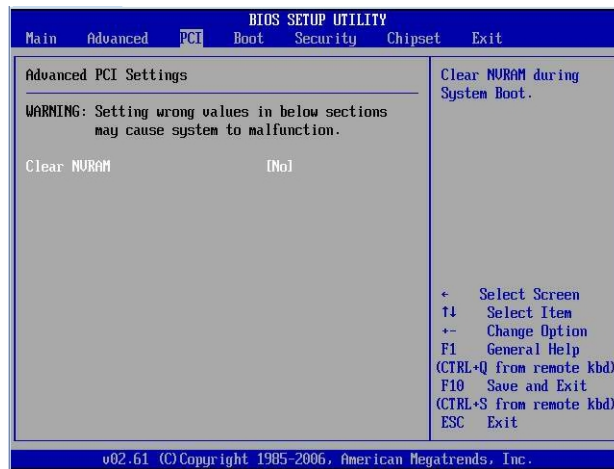 BIOS SETUP UTILITY
Main Advanced PCI Boot Security Chipset Exit
Advanced PCI Settings
WARNING: Setting wrong values in below sections
may cause system to malfunction.
Clear NVRAM [No]
Clear NVRAM during
System Boot.
← Select Screen
↑↓ Select Item
+- Change Option
F1 General Help
(CTRL+Q from remote kbd)
F10 Save and Exit
(CTRL+S from remote kbd)
ESC Exit
v02.61 (C)Copyright 1985-2006, American Megatrends, Inc.